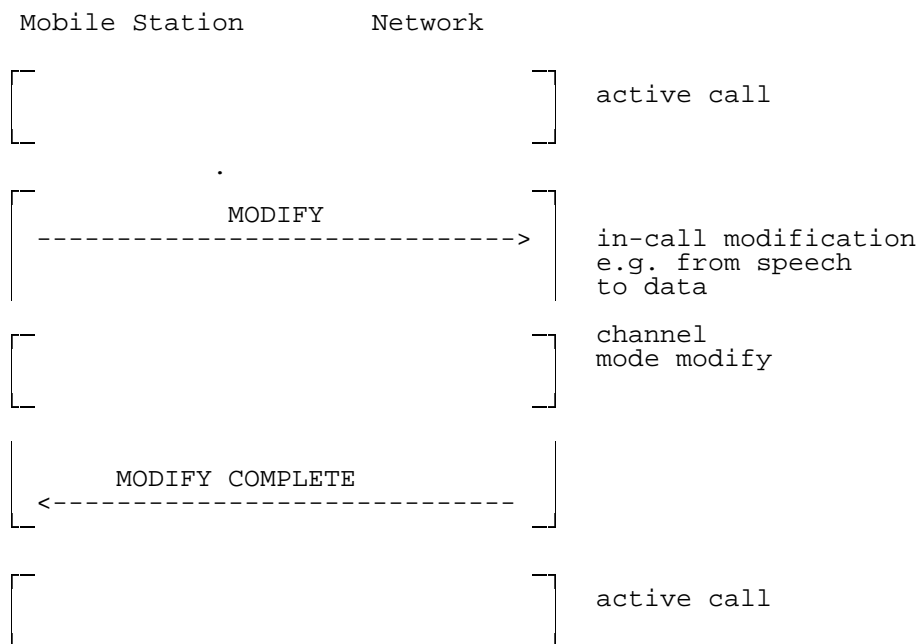 Mobile Station Network
active call
.
MODIFY
------------------------------>
in-call modification
e.g. from speech
to data
channel
mode modify
MODIFY COMPLETE
<-----------------------------
active call